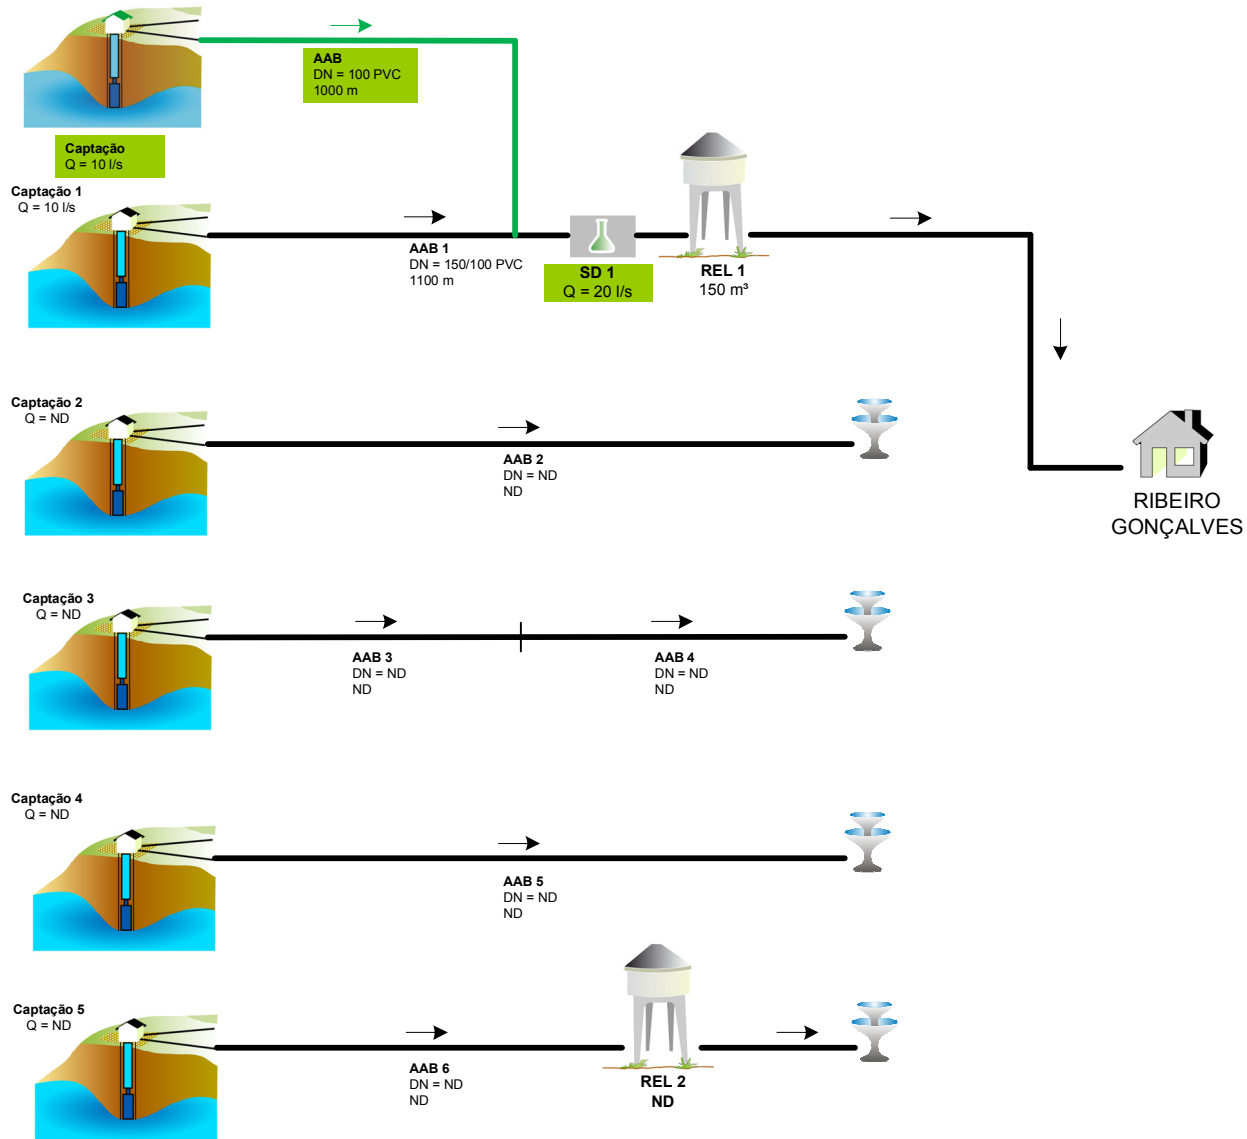 AAB
DN = 100 PVC
1000 m
Captação
Q = 10 l/s
Captação 1
Q = 10 l/s
AAB 1
DN = 150/100 PVC
1100 m
SD 1
Q = 20 l/s
REL 1
150 m³
Captação 2
Q = ND
AAB 2
DN = ND
ND
RIBEIRO
GONÇALVES
Captação 3
Q = ND
AAB 3
DN = ND
ND
AAB 4
DN = ND
ND
Captação 4
Q = ND
AAB 5
DN = ND
ND
Captação 5
Q = ND
AAB 6
DN = ND
ND
REL 2
ND